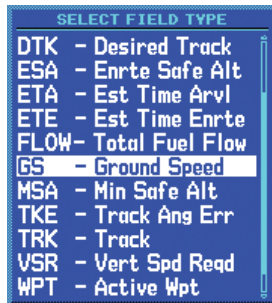 SELECT FIELD TYPE
DTK - Desired Track
ESA - Enrte Safe Alt
ETA - Est Time Arvl
ETE - Est Time Enrte
FLOW- Total Fuel Flow
GS - Ground Speed
MSA - Min Safe Alt
TKE - Track Ang Err
TRK - Track
VSR - Vert Spd Reqd
WPT - Active Wpt